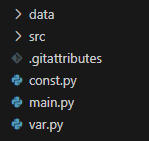 data
src
.gitattributes
const.py
main.py
var.py